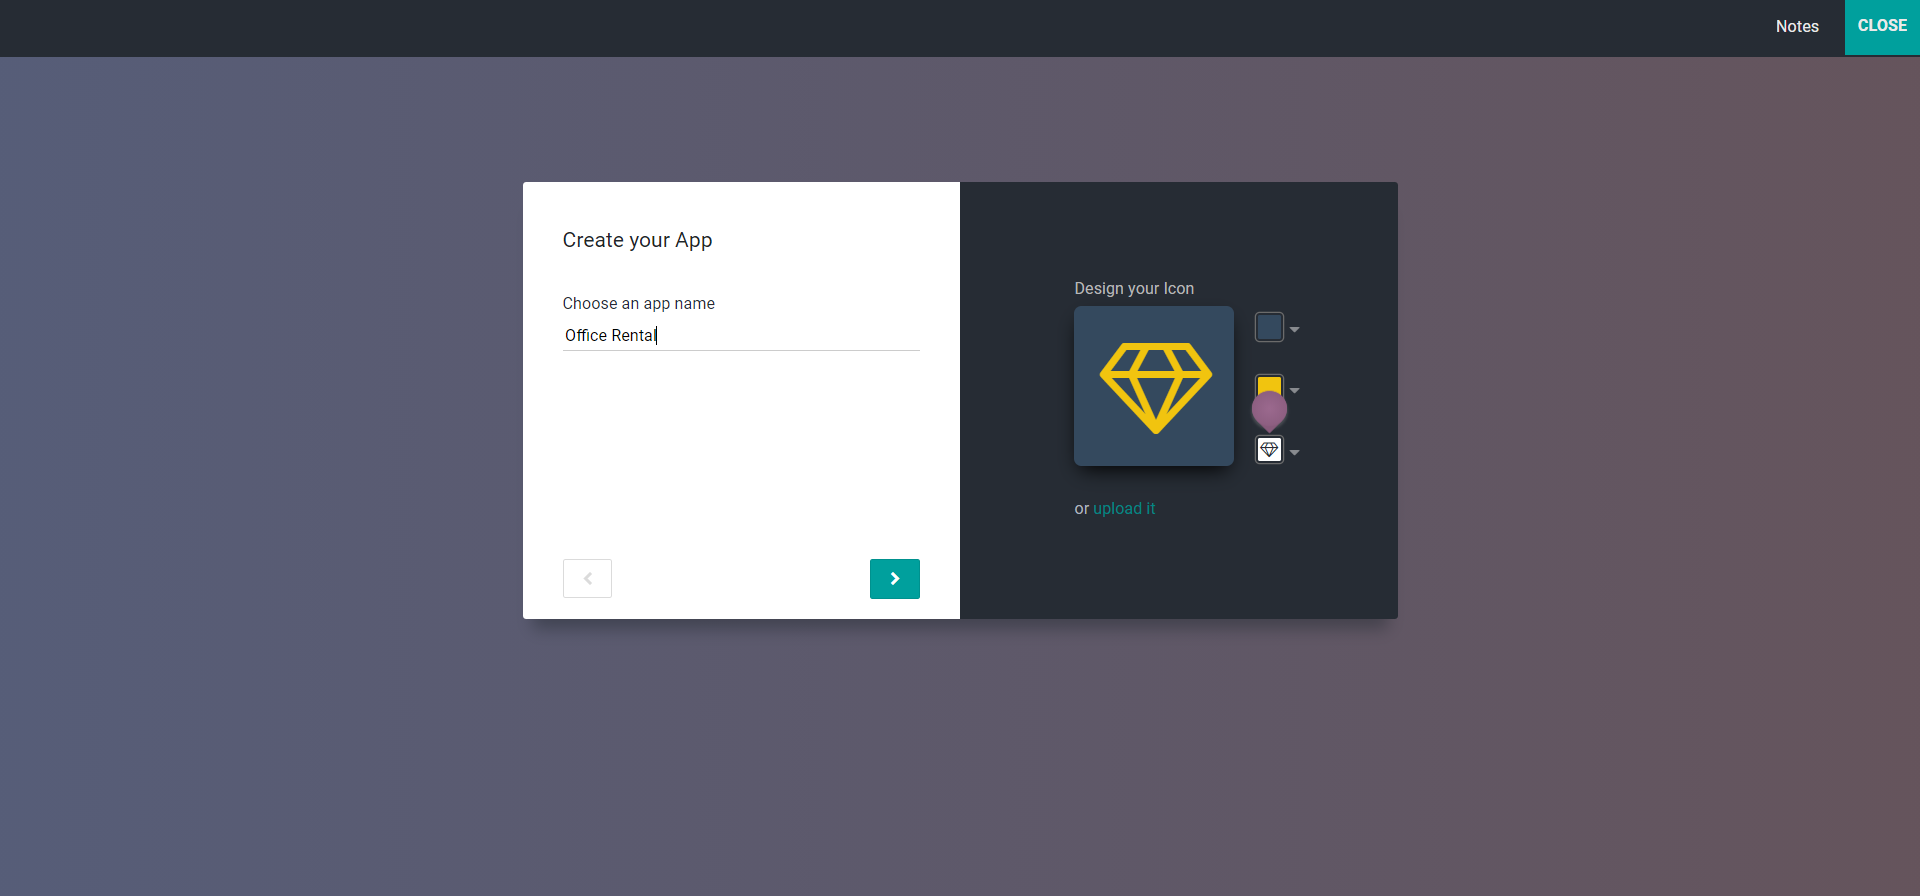 Notes
CLOSE
Create your App
Choose an app name
Office Rental
Design your Icon
or upload it